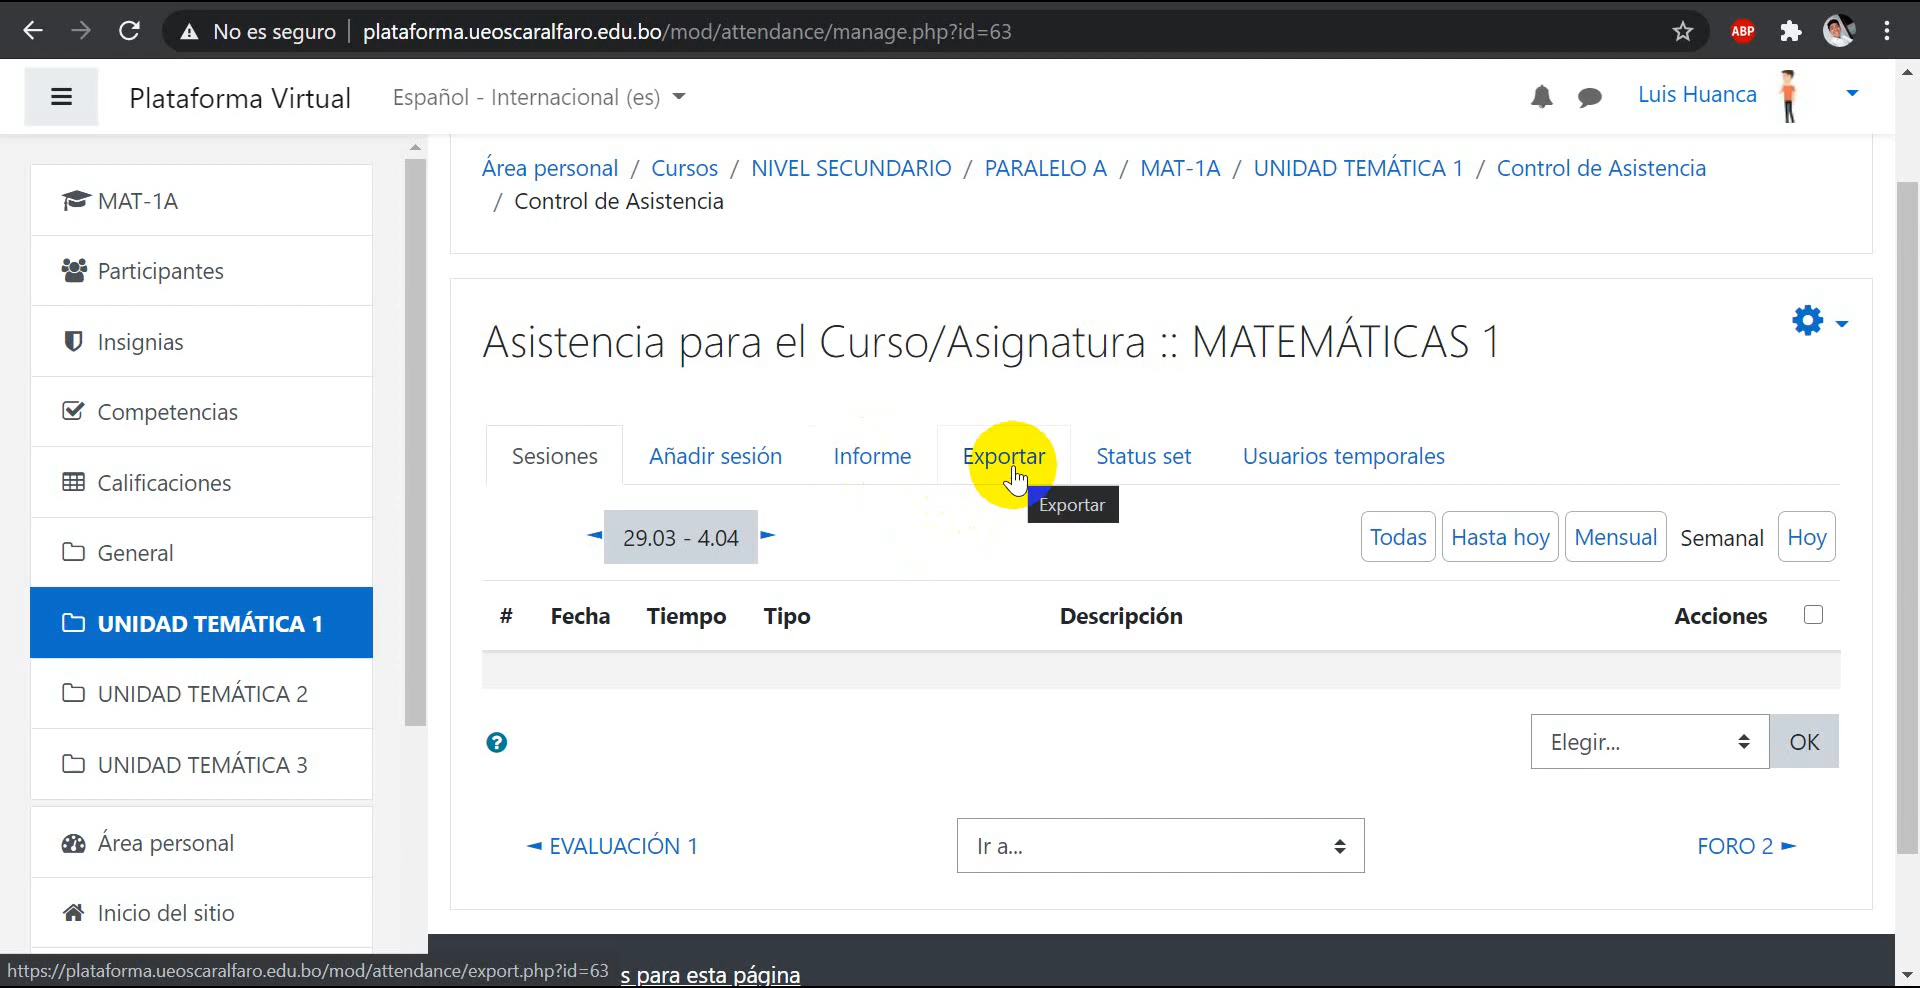 No es seguro plataforma.ueoscaralfaro.edu.bo/mod/attendance/manage.php?id=63
ABP
Plataforma Virtual Español - Internacional (es) Luis Huanca
MAT-1A
Participantes
Insignias
Competencias
Calificaciones
General
UNIDAD TEMÁTICA 1
UNIDAD TEMÁTICA 2
UNIDAD TEMÁTICA 3
Área personal
Inicio del sitio
Área personal / Cursos / NIVEL SECUNDARIO / PARALELO A / MAT-1A / UNIDAD TEMÁTICA 1 / Control de Asistencia
/ Control de Asistencia
Asistencia para el Curso/Asignatura :: MATEMÁTICAS 1
Sesiones Añadir sesión Informe Exportar Status set Usuarios temporales
Exportar
◄ 29.03 - 4.04 ► Todas Hasta hoy Mensual Semanal Hoy
# Fecha Tiempo Tipo Descripción Acciones
? Elegir... OK
◄ EVALUACIÓN 1 Ir a... FORO 2 ►
https://plataforma.ueoscaralfaro.edu.bo/mod/attendance/export.php?id=63 s para esta página